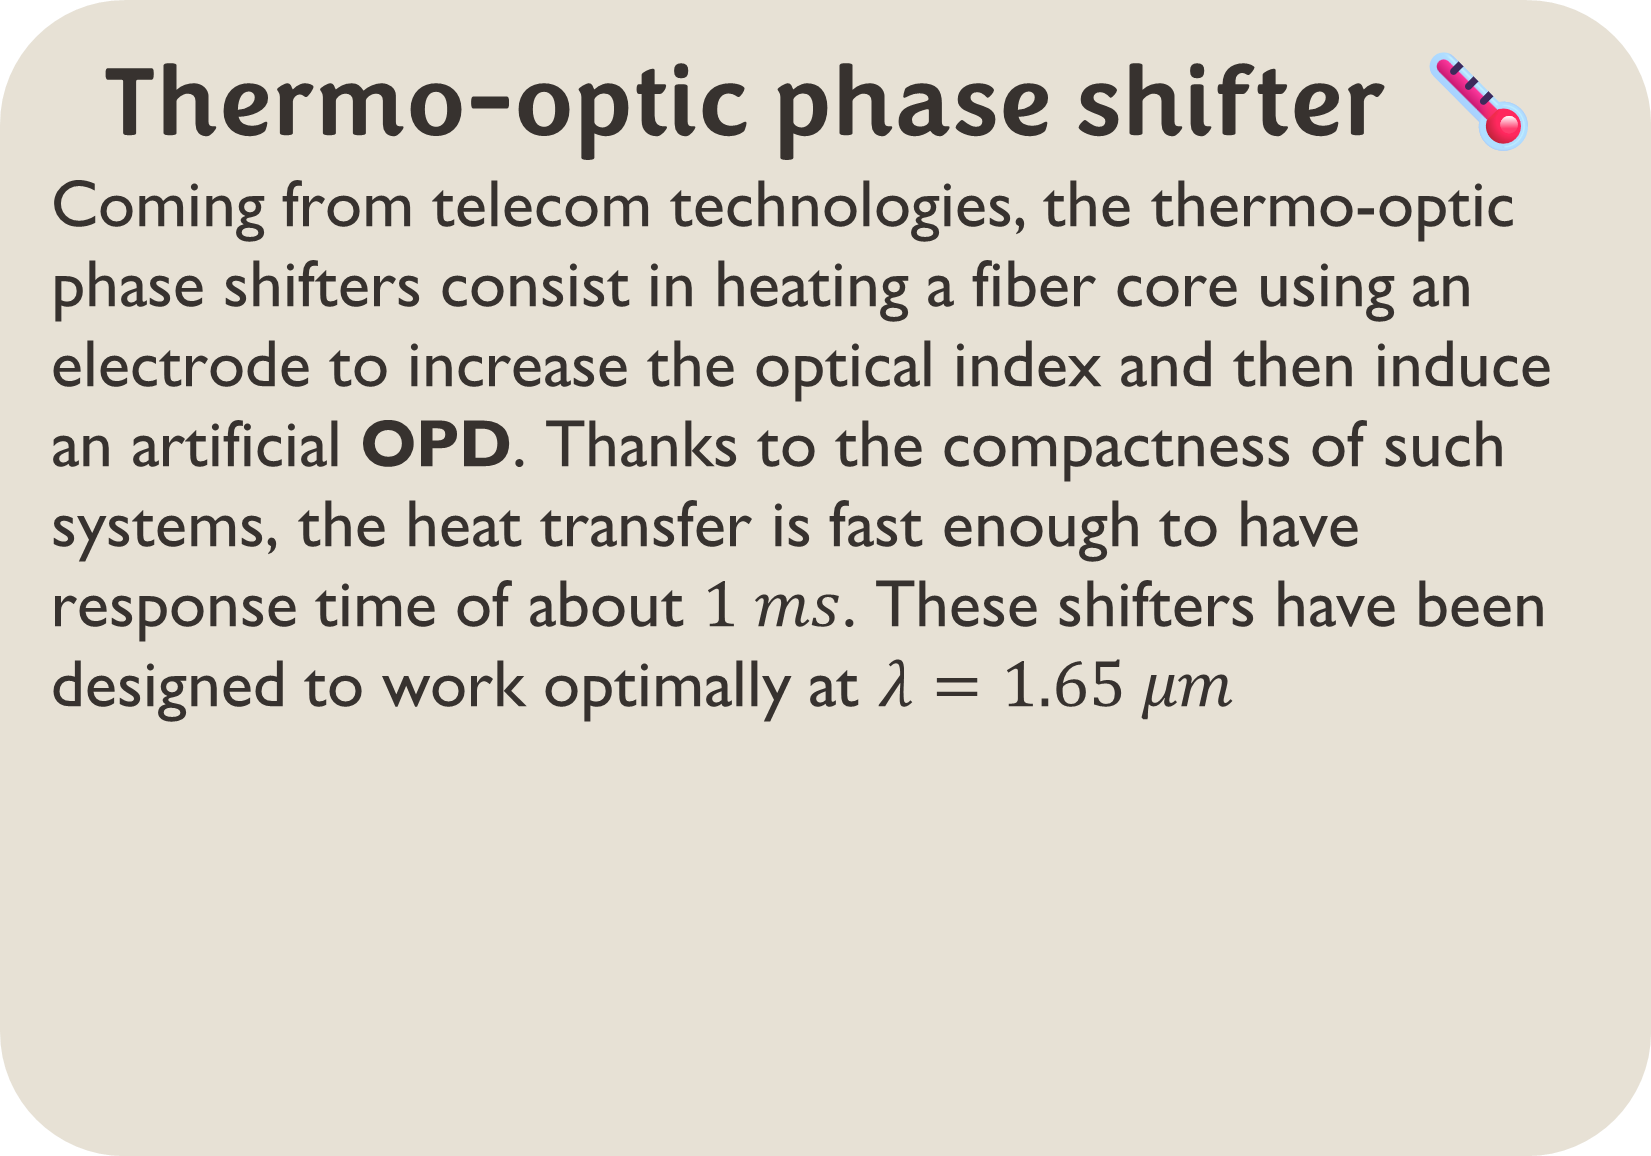 Thermo-optic phase shifter 🌡️
Coming from telecom technologies, the thermo-optic
phase shifters consist in heating a fiber core using an
electrode to increase the optical index and then induce
an artificial OPD. Thanks to the compactness of such
systems, the heat transfer is fast enough to have
response time of about 1 ms. These shifters have been
designed to work optimally at λ = 1.65 μm